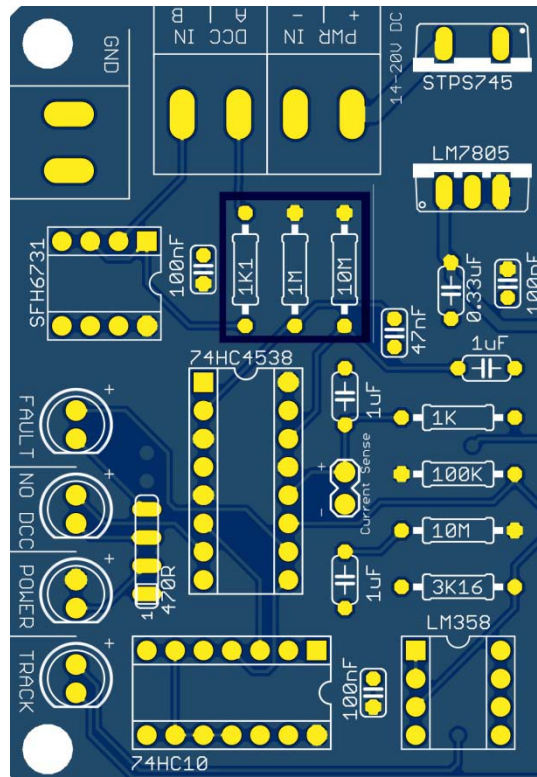 GND
B
A
DCC IN
-
+
PWR IN
14-20V DC
STPS745
LM7805
SFH6731
100nF
1K1
1M
10M
0.33uF
100nF
47nF
1uF
74HC4538
1uF
1K
100K
10M
3K16
+
-
Current Sense
1uF
FAULT
+
NO DCC
+
POWER
+
TRACK
+
1
470R
LM358
100nF
74HC10